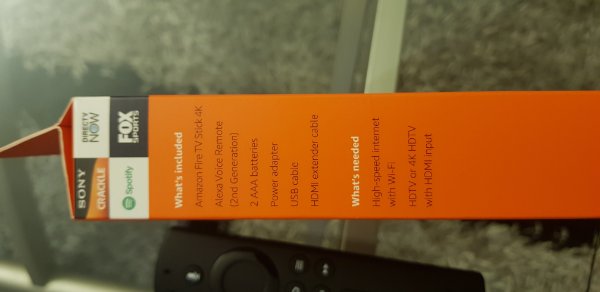 SONY
CRACKLE
DIRECTV
NOW
Spotify
FOX
SPORTS
What's included
Amazon Fire TV Stick 4K
Alexa Voice Remote
(2nd Generation)
2 AAA batteries
Power adapter
USB cable
HDMI extender cable
What's needed
High-speed internet
with Wi-Fi
HDTV or 4K HDTV
with HDMI input